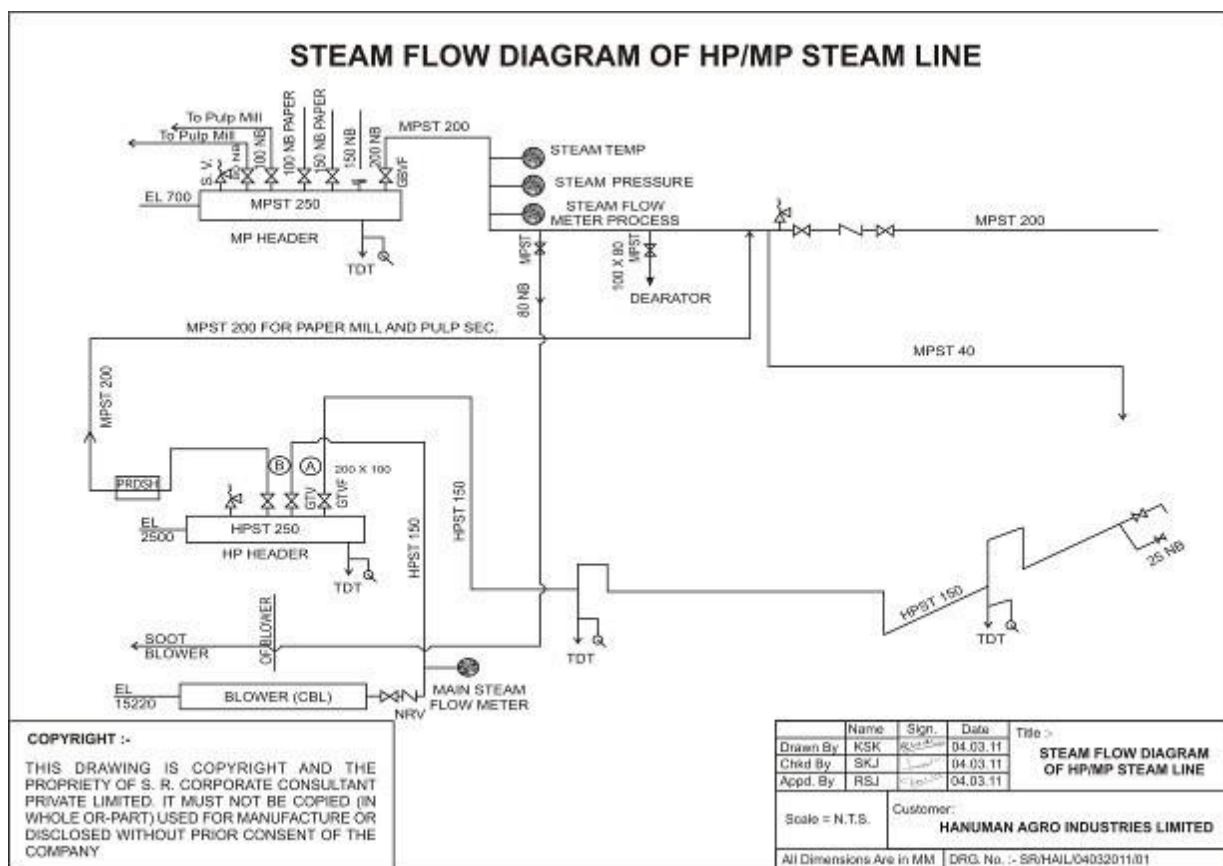 STEAM FLOW DIAGRAM OF HP/MP STEAM LINE
To Pulp Mill
To Pulp Mill
S. V.
80 NB
100 NB
100 NB PAPER
150 NB PAPER
150 NB
200 NB
GBVF
MPST 200
STEAM TEMP
STEAM PRESSURE
STEAM FLOW
METER PROCESS
EL 700
MPST 250
MP HEADER
TDT
MPST
80 NB
100 X 80
MPST
DEARATOR
MPST 200
MPST 200 FOR PAPER MILL AND PULP SEC.
MPST 40
MPST 200
PRDSH
B
A
200 X 100
GTV
GTVF
EL
2500
HPST 250
HP HEADER
TDT
HPST 150
HPST 150
TDT
HPST 150
TDT
25 NB
SOOT
BLOWER
OF BLOWER
EL
15220
BLOWER (CBL)
NRV
MAIN STEAM
FLOW METER
COPYRIGHT :-
THIS DRAWING IS COPYRIGHT AND THE
PROPRIETY OF S. R. CORPORATE CONSULTANT
PRIVATE LIMITED. IT MUST NOT BE COPIED (IN
WHOLE OR-PART) USED FOR MANUFACTURE OR
DISCLOSED WITHOUT PRIOR CONSENT OF THE
COMPANY
Name Sign. Date
Drawn By KSK 04.03.11
Chkd By SKJ 04.03.11
Appd. By RSJ 04.03.11
Title :-
STEAM FLOW DIAGRAM
OF HP/MP STEAM LINE
Scale = N.T.S.
Customer:
HANUMAN AGRO INDUSTRIES LIMITED
All Dimensions Are in MM DRG. No. :- SR/HAIL/04032011/01